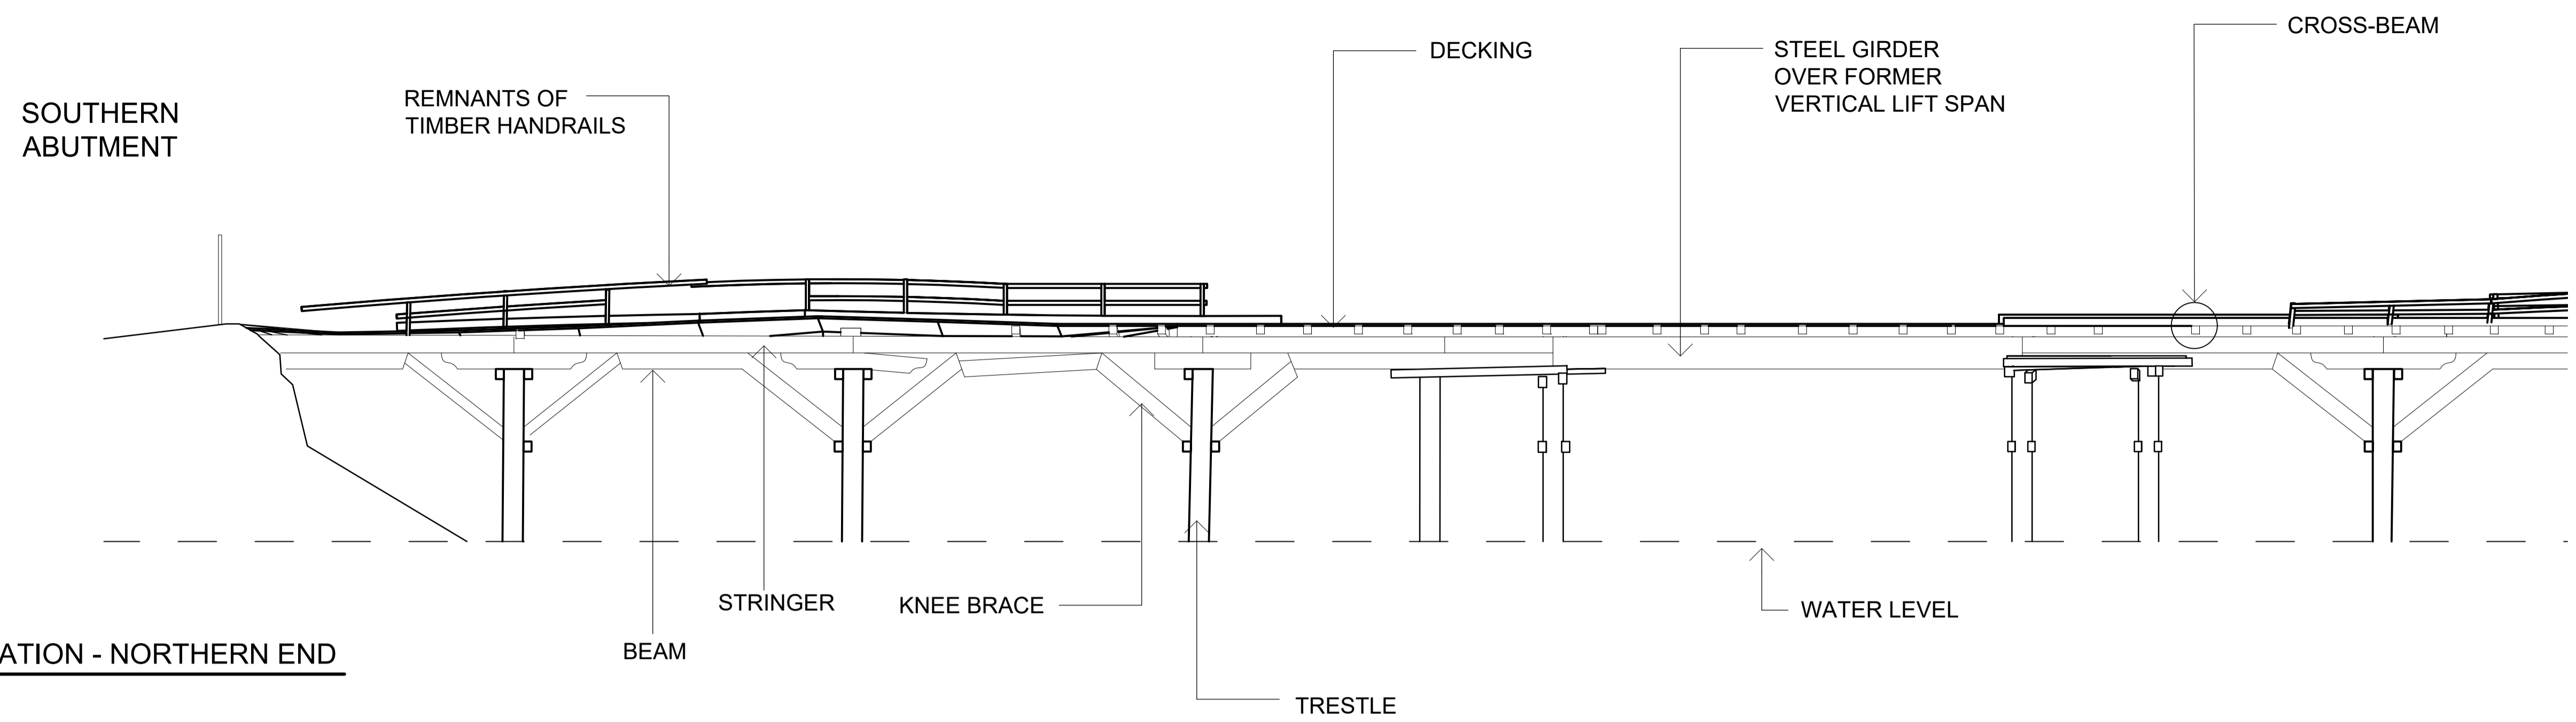 CROSS-BEAM
DECKING
STEEL GIRDER
OVER FORMER
VERTICAL LIFT SPAN
REMNANTS OF
TIMBER HANDRAILS
SOUTHERN
ABUTMENT
STRINGER
KNEE BRACE
WATER LEVEL
BEAM
ATION - NORTHERN END
TRESTLE